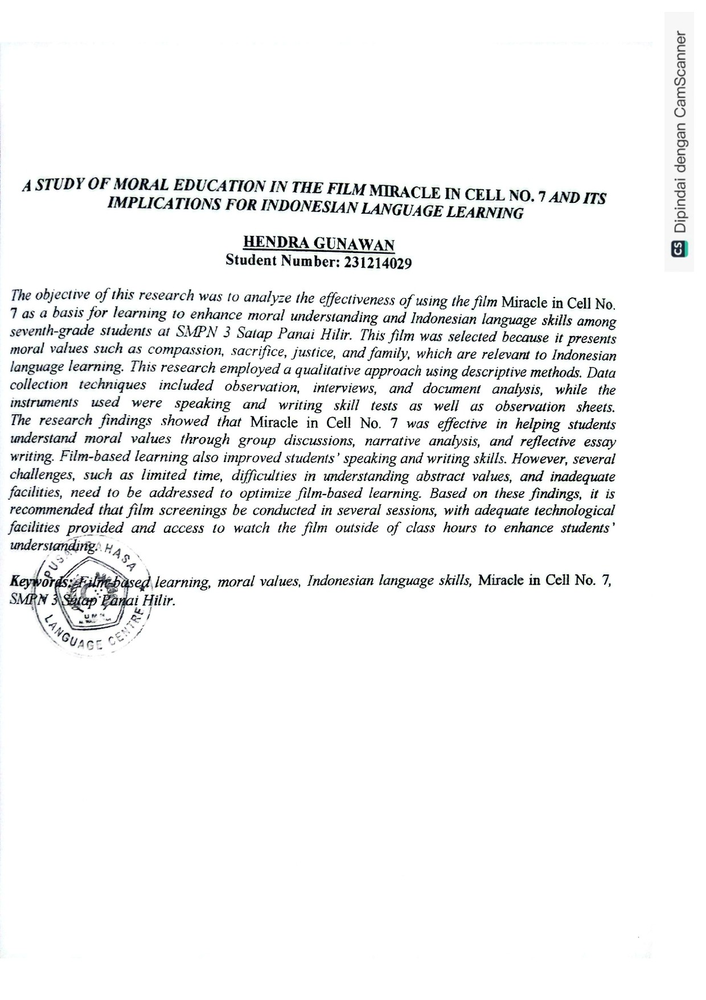 A STUDY OF MORAL EDUCATION IN THE FILM MIRACLE IN CELL NO. 7 AND ITS
IMPLICATIONS FOR INDONESIAN LANGUAGE LEARNING
HENDRA GUNAWAN
Student Number: 231214029
The objective of this research was to analyze the effectiveness of using the film Miracle in Cell No.
7 as a basis for learning to enhance moral understanding and Indonesian language skills among
seventh-grade students at SMPN 3 Satap Panai Hilir. This film was selected because it presents
moral values such as compassion, sacrifice, justice, and family, which are relevant to Indonesian
language learning. This research employed a qualitative approach using descriptive methods. Data
collection techniques included observation, interviews, and document analysis, while the
instruments used were speaking and writing skill tests as well as observation sheets.
The research findings showed that Miracle in Cell No. 7 was effective in helping students
understand moral values through group discussions, narrative analysis, and reflective essay
writing. Film-based learning also improved students' speaking and writing skills. However, several
challenges, such as limited time, difficulties in understanding abstract values, and inadequate
facilities, need to be addressed to optimize film-based learning. Based on these findings, it is
recommended that film screenings be conducted in several sessions, with adequate technological
facilities provided and access to watch the film outside of class hours to enhance students'
understanding.
Keywords: Film-based learning, moral values, Indonesian language skills, Miracle in Cell No. 7,
SMPN 3 Satap Panai Hilir.
PUSAT BAHASA
UMN
LANGUAGE CENTRE
CS Dipindai dengan CamScanner